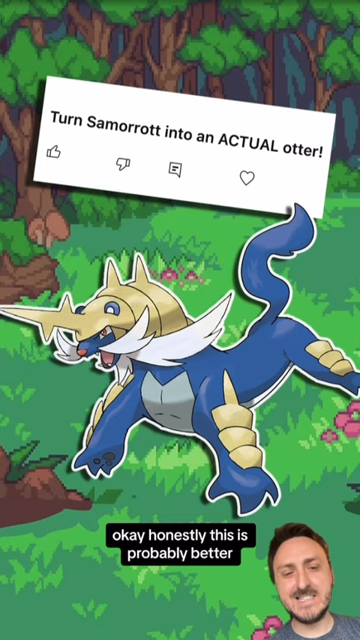 Turn Samorrott into an ACTUAL otter!
okay honestly this is
probably better